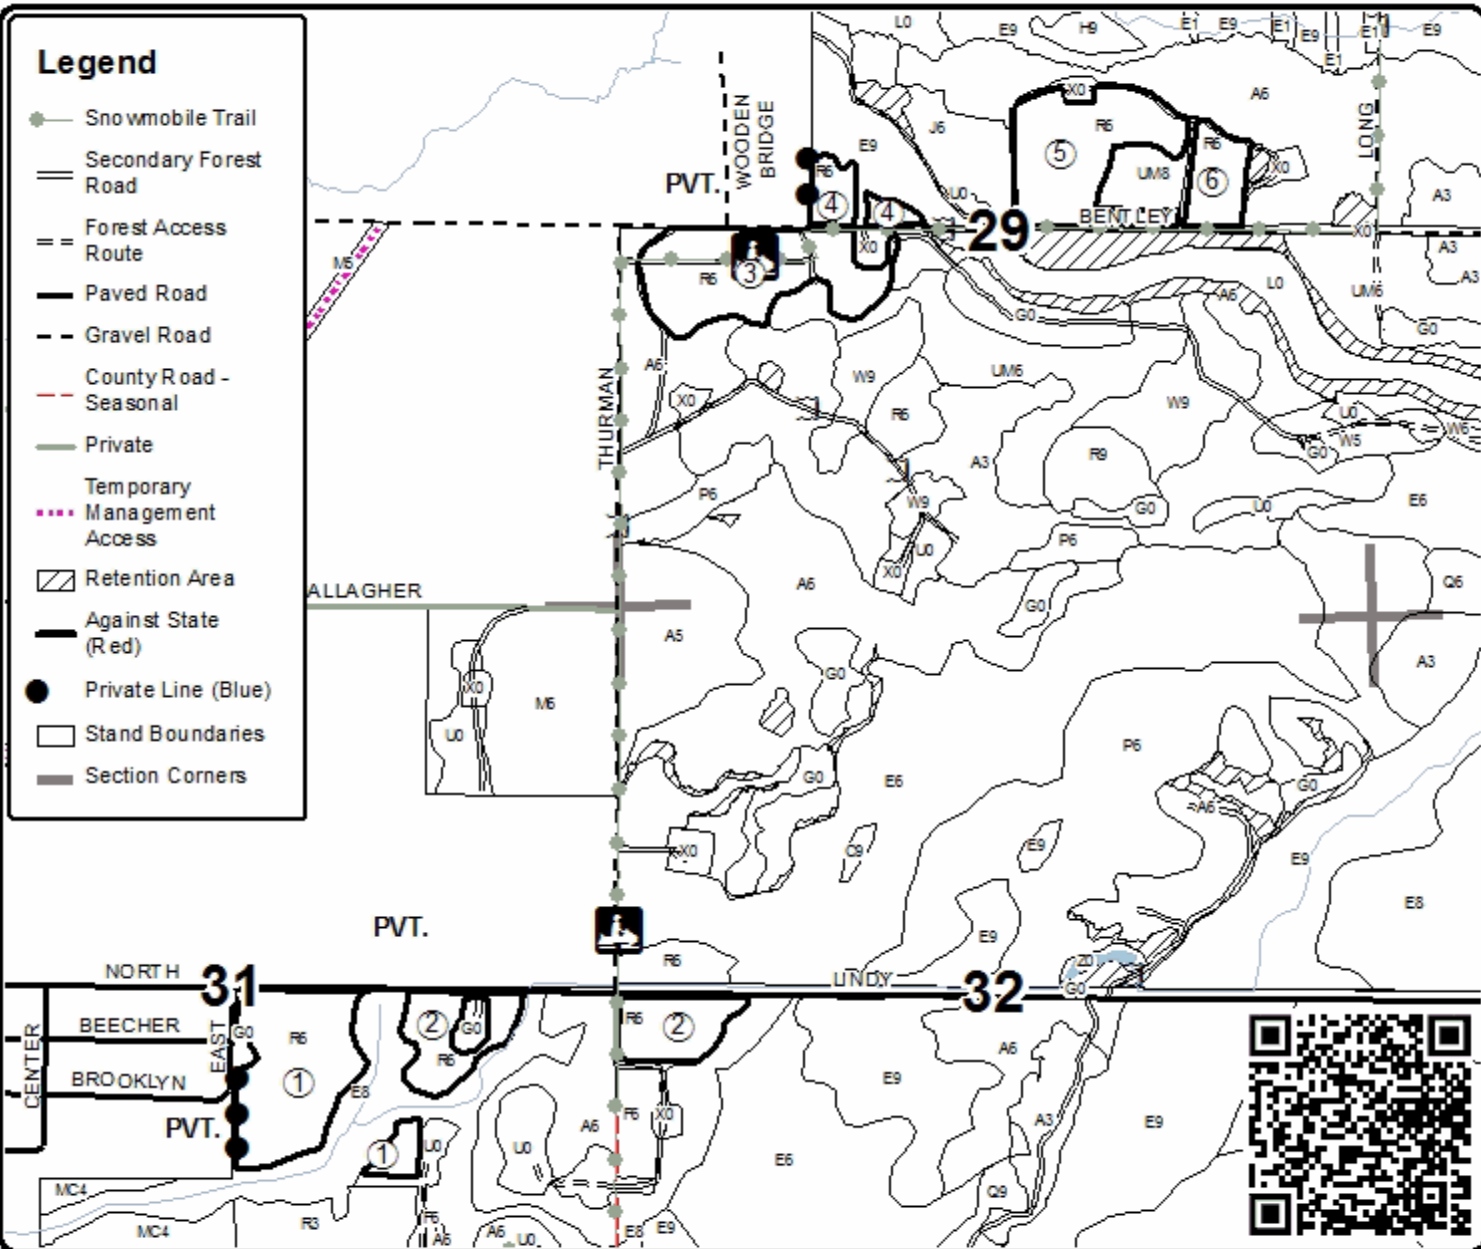 Legend
Snowmobile Trail
Secondary Forest
Road
Forest Access
Route
Paved Road
Gravel Road
County Road -
Seasonal
Private
Temporary
Management
Access
Retention Area
Against State
(Red)
Private Line (Blue)
Stand Boundaries
Section Corners
L0
E9
H9
E1
E9
E1
E9
E1
E9
E1
X0
A6
WOODEN
BRIDGE
J6
R6
LONG
E9
R6
5
UM8
X0
PVT.
R6
6
4
4
U0
A3
29
BENTLEY
X0
X0
A3
M5
R6
3
A3
L0
UM6
A6
G0
G0
A6
UM6
W9
THURMAN
X0
R6
W9
U0
W5
W6
G0
A3
R9
P6
W9
G0
U0
E6
U0
P6
X0
A6
Q6
ALLAGHER
G0
A5
A3
G0
X0
M6
U0
P6
G0
E6
G0
A6
X0
O9
E9
E9
E8
PVT.
E9
R6
Z0
NORTH
31
LINDY
32
G0
BEECHER
EAST
G0
R6
2
G0
R6
2
CENTER
R6
A6
BROOKLYN
1
E8
E9
PVT.
A6
R6
X0
A3
E9
1
U0
U0
E6
MC4
Q9
MC4
R3
A6
A6
U0
E8
E9